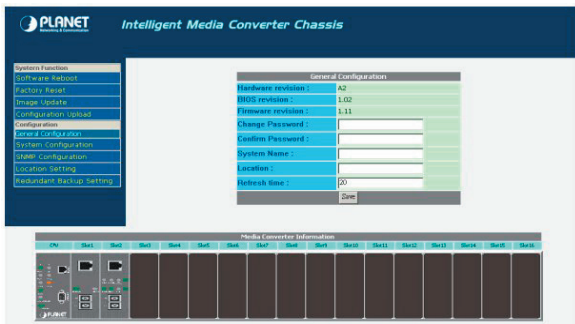 PLANET
Networking & Communication
Intelligent Media Converter Chassis
System Function
Software Reboot
Factory Reset
Image Update
Configuration Upload
Configuration
General Configuration
System Configuration
SNMP Configuration
Location Setting
Redundant Backup Setting
General Configuration
Hardware revision : A2
BIOS revision : 1.02
Firmware revision : 1.11
Change Password :
Confirm Password :
System Name :
Location :
Refresh time : 20
Save
Media Converter Information
CPU Slot1 Slot2 Slot3 Slot4 Slot5 Slot6 Slot7 Slot8 Slot9 Slot10 Slot11 Slot12 Slot13 Slot14 Slot15 Slot16
PLANET